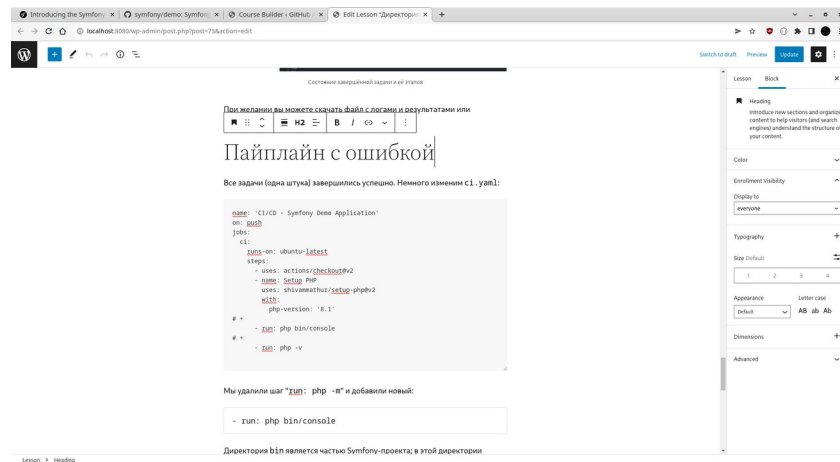 Introducing the Symfony
symfony/demo: Symfony
Course Builder • GitHub
Edit Lesson "Директория
localhost:8080/wp-admin/post.php?post=73&action=edit
Switch to draft Preview Update
Состояние завершённой задачи и её этапов
При желании вы можете скачать файл с логами и результатами или
H2 B I
Пайплайн с ошибкой
Все задачи (одна штука) завершились успешно. Немного изменим ci.yaml:
name: 'CI/CD - Symfony Demo Application'
on: push
jobs:
ci:
runs-on: ubuntu-latest
steps:
- uses: actions/checkout@v2
- name: Setup PHP
uses: shivammathur/setup-php@v2
with:
php-version: '8.1'
# +
- run: php bin/console
# +
- run: php -v
Мы удалили шаг "run: php -m" и добавили новый:
- run: php bin/console
Директория bin является частью Symfony-проекта; в этой директории
Lesson > Heading
Lesson Block
Heading
Introduce new sections and organize
content to help visitors (and search
engines) understand the structure of
your content.
Color
Enrollment Visibility
Display to
everyone
Typography
Size Default
1 2 3 4
Appearance Letter case
Default AB ab Ab
Dimensions
Advanced